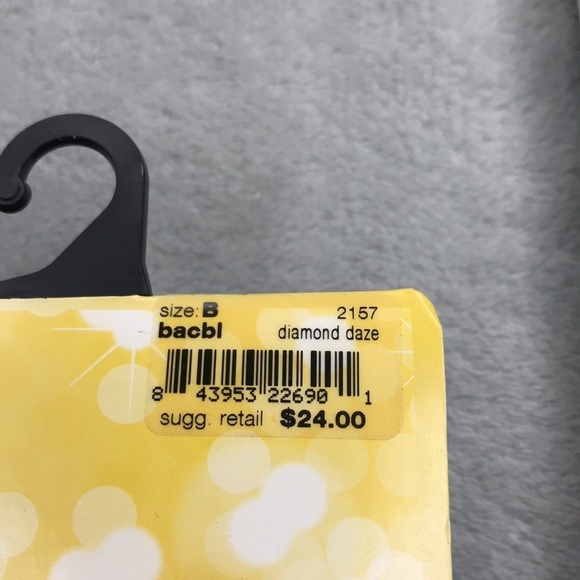 size: B 2157
bacbl diamond daze
8 43953 22690 1
sugg. retail $24.00